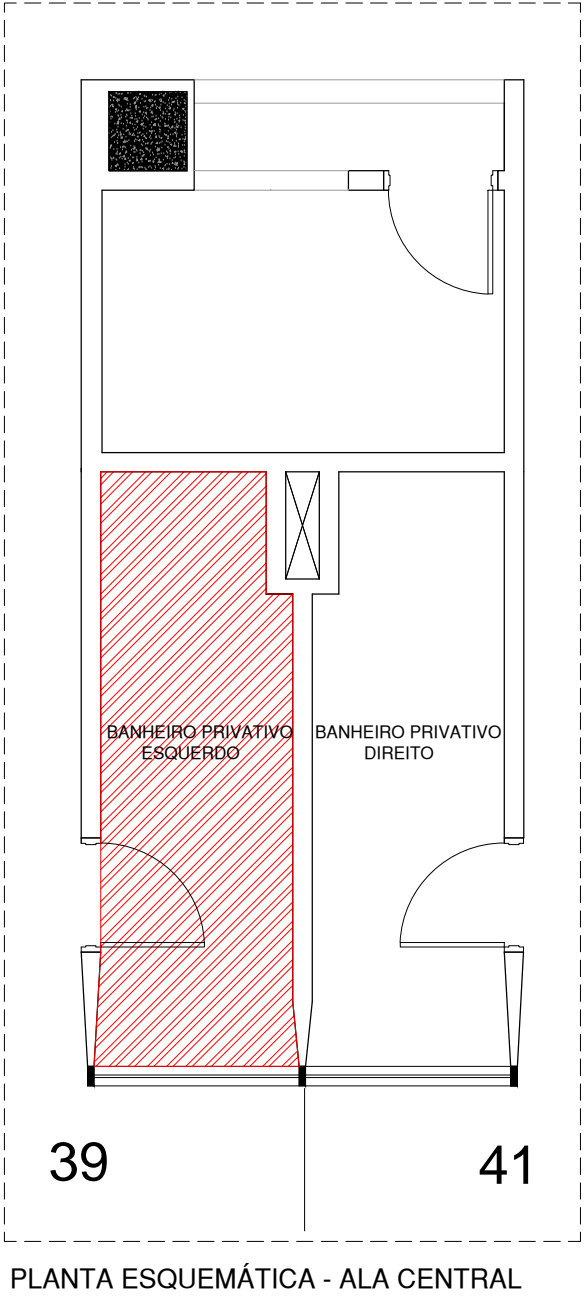 BANHEIRO PRIVATIVO
ESQUERDO
BANHEIRO PRIVATIVO
DIREITO
39
41
PLANTA ESQUEMÁTICA - ALA CENTRAL